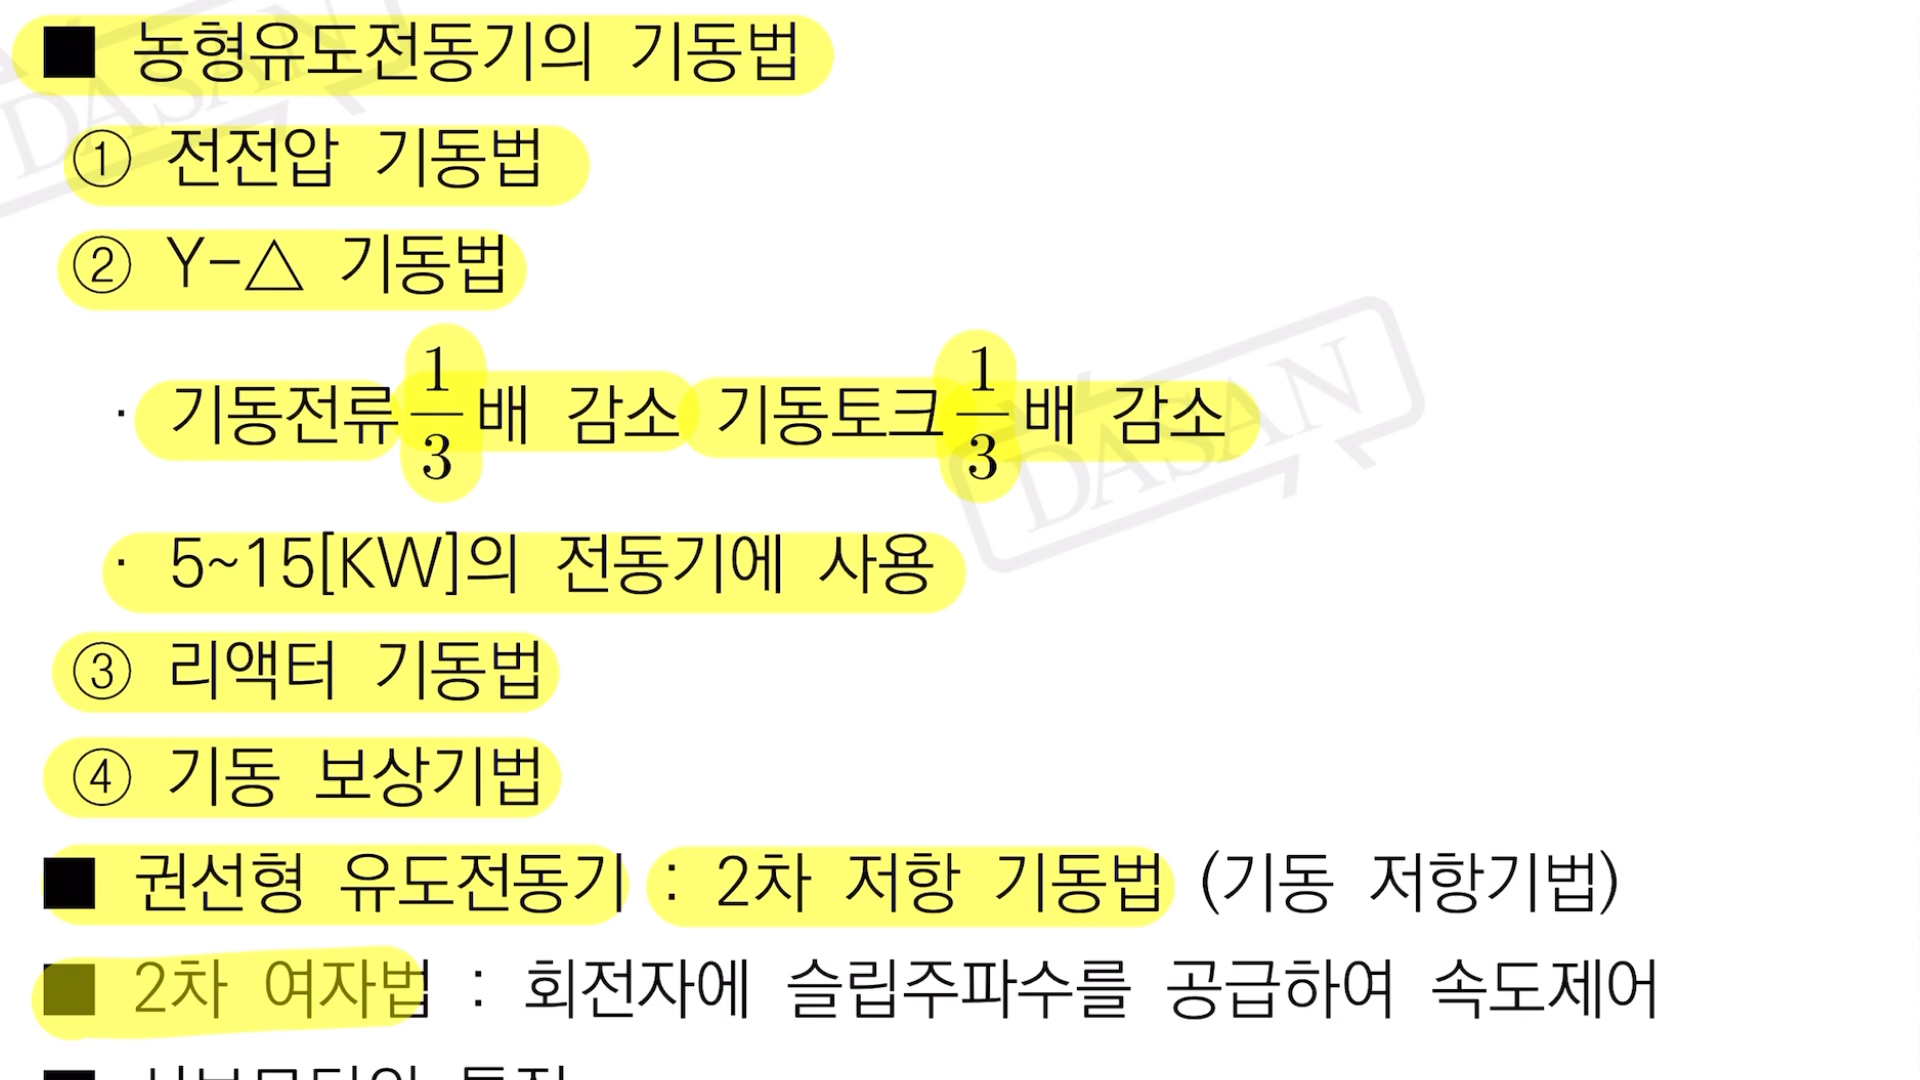 ■ 농형유도전동기의 기동법
① 전전압 기동법
② Y-△ 기동법
· 기동전류 1/3 배 감소 기동토크 1/3 배 감소
· 5~15[KW]의 전동기에 사용
③ 리액터 기동법
④ 기동 보상기법
■ 권선형 유도전동기 : 2차 저항 기동법 (기동 저항기법)
■ 2차 여자법 : 회전자에 슬립주파수를 공급하여 속도제어
DASAN
DASAN